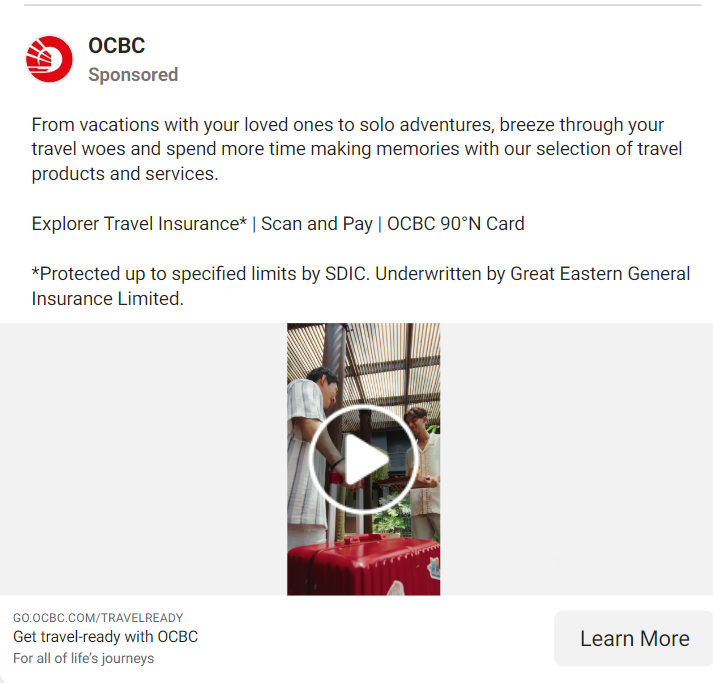 OCBC
Sponsored
From vacations with your loved ones to solo adventures, breeze through your
travel woes and spend more time making memories with our selection of travel
products and services.
Explorer Travel Insurance* | Scan and Pay | OCBC 90°N Card
*Protected up to specified limits by SDIC. Underwritten by Great Eastern General
Insurance Limited.
GO.OCBC.COM/TRAVELREADY
Get travel-ready with OCBC
For all of life’s journeys
Learn More